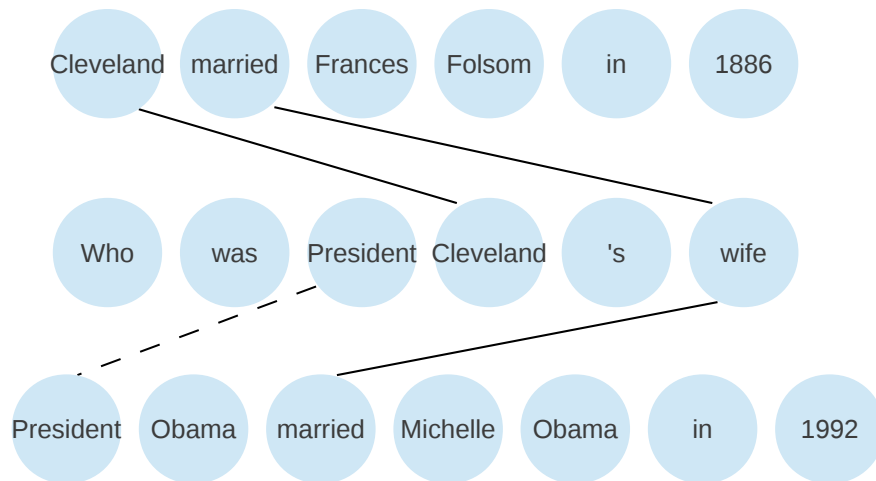 Cleveland married Frances Folsom in 1886
Who was President Cleveland 's wife
President Obama married Michelle Obama in 1992